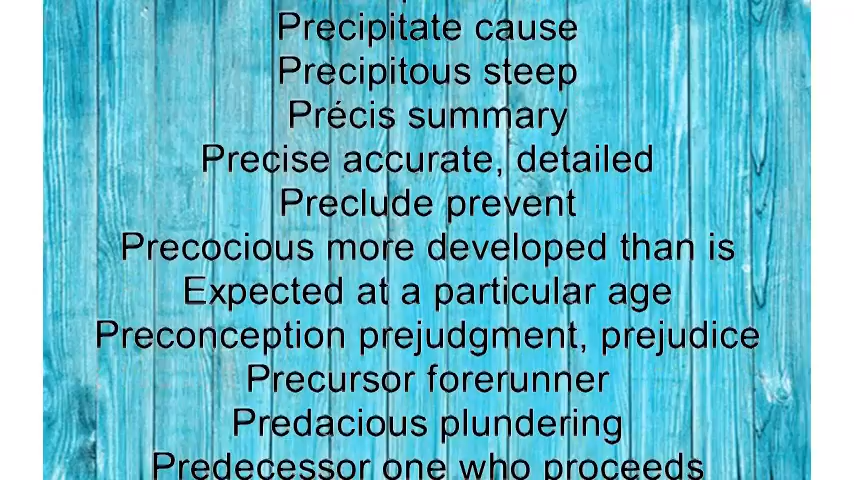 Precipitate cause
Precipitous steep
Précis summary
Precise accurate, detailed
Preclude prevent
Precocious more developed than is
Expected at a particular age
Preconception prejudgment, prejudice
Precursor forerunner
Predacious plundering
Predecessor one who proceeds